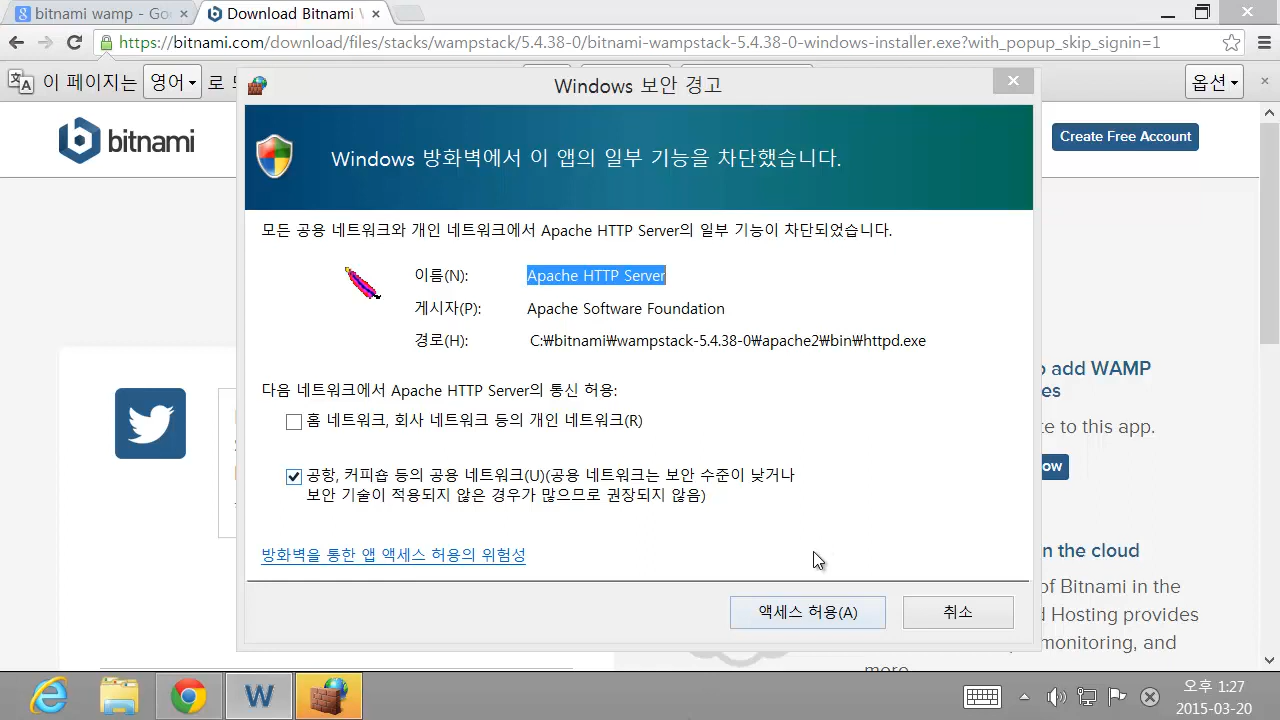 bitnami wamp - Go
Download Bitnami
https://bitnami.com/download/files/stacks/wampstack/5.4.38-0/bitnami-wampstack-5.4.38-0-windows-installer.exe?with_popup_skip_signin=1
이 페이지는 영어 로
옵션
Windows 보안 경고
bitnami
Create Free Account
Windows 방화벽에서 이 앱의 일부 기능을 차단했습니다.
모든 공용 네트워크와 개인 네트워크에서 Apache HTTP Server의 일부 기능이 차단되었습니다.
이름(N): Apache HTTP Server
게시자(P): Apache Software Foundation
경로(H): C:₩bitnami₩wampstack-5.4.38-0₩apache2₩bin₩httpd.exe
다음 네트워크에서 Apache HTTP Server의 통신 허용:
홈 네트워크, 회사 네트워크 등의 개인 네트워크(R)
공항, 커피숍 등의 공용 네트워크(U)(공용 네트워크는 보안 수준이 낮거나
보안 기술이 적용되지 않은 경우가 많으므로 권장되지 않음)
방화벽을 통한 앱 액세스 허용의 위험성
액세스 허용(A)
취소
add WAMP
es
te to this app.
ow
n the cloud
of Bitnami in the
d Hosting provides
monitoring, and
more
W
오후 1:27
2015-03-20